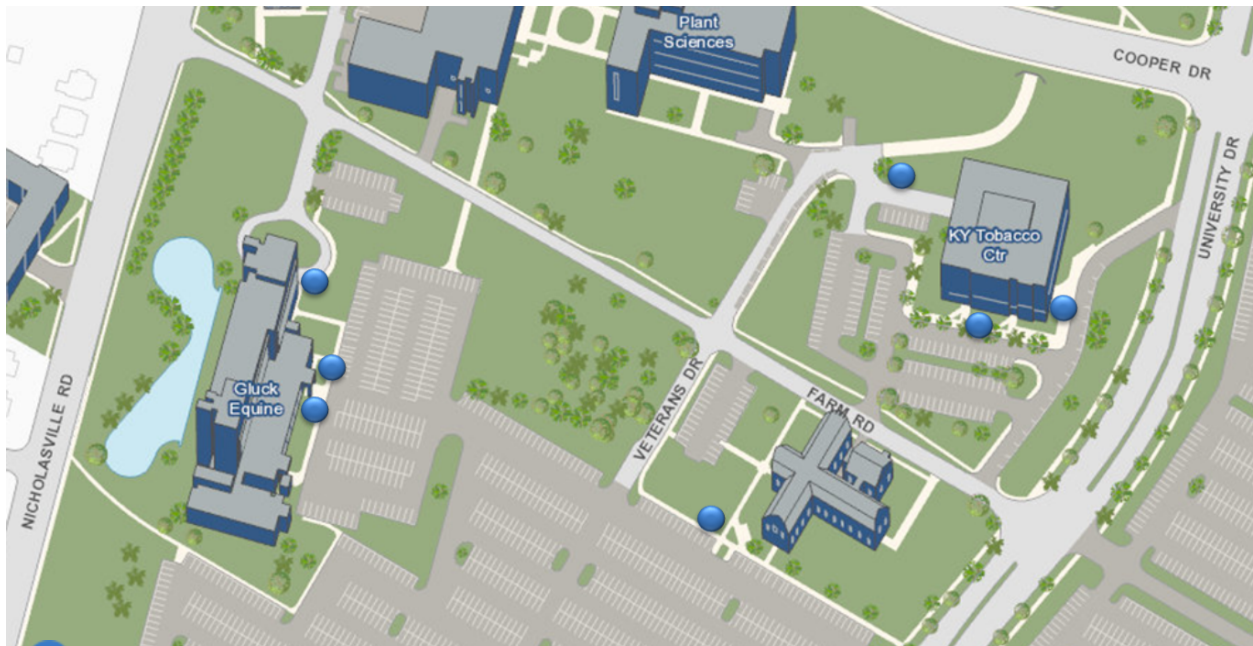 Plant
Sciences
COOPER DR
UNIVERSITY DR
KY Tobacco
Ctr
Gluck
Equine
NICHOLASVILLE RD
VETERANS DR
FARM RD